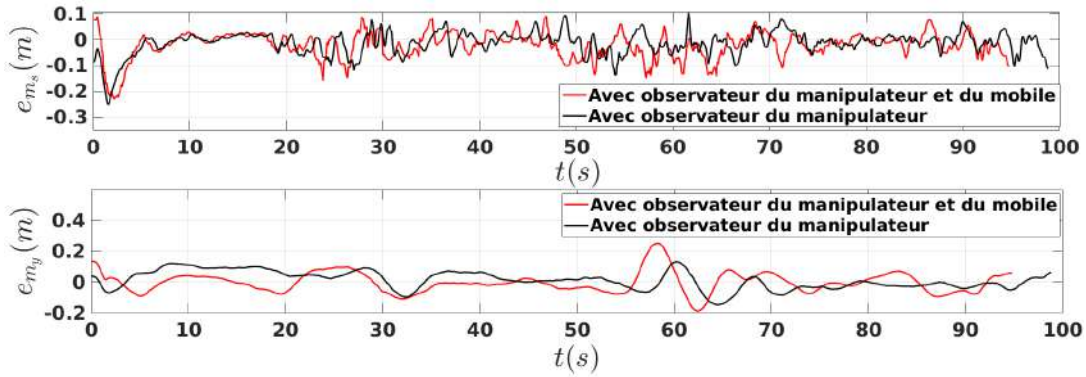 0.1
0
-0.1
-0.2
-0.3
e_{m_s}(m)
Avec observateur du manipulateur et du mobile
Avec observateur du manipulateur
0 10 20 30 40 50 60 70 80 90 100
t(s)
0.4
0.2
0
-0.2
e_{m_y}(m)
Avec observateur du manipulateur et du mobile
Avec observateur du manipulateur
0 10 20 30 40 50 60 70 80 90 100
t(s)